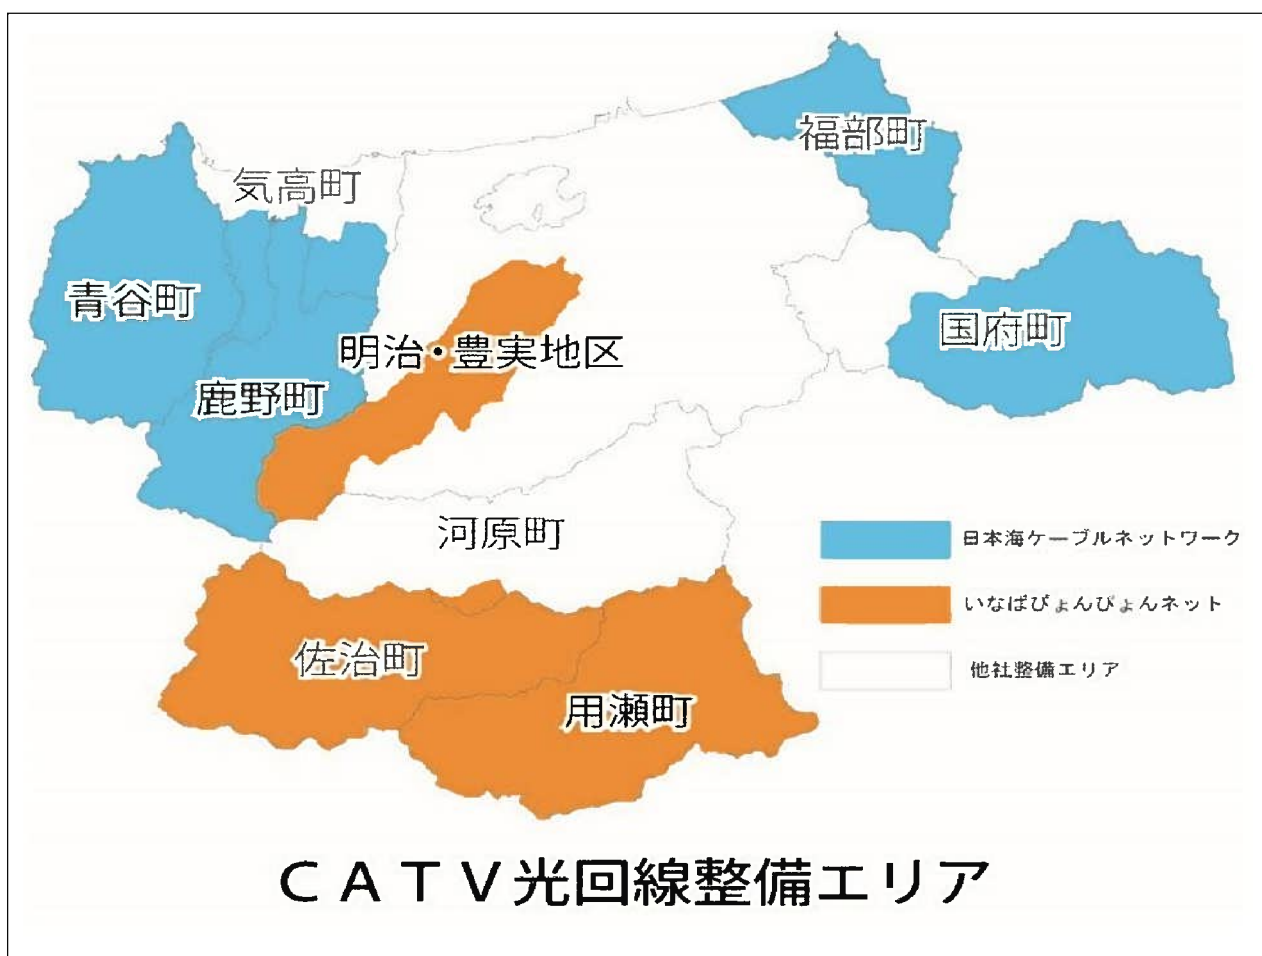 福部町
気高町
青谷町
国府町
明治・豊実地区
鹿野町
河原町
日本海ケーブルネットワーク
いなばぴょんぴょんネット
佐治町
他社整備エリア
用瀬町
ＣＡＴＶ光回線整備エリア